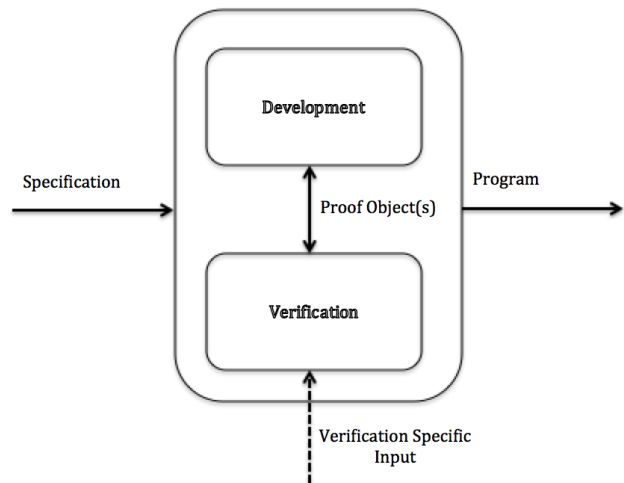 Development
Specification
Program
Proof Object(s)
Verification
Verification Specific
Input